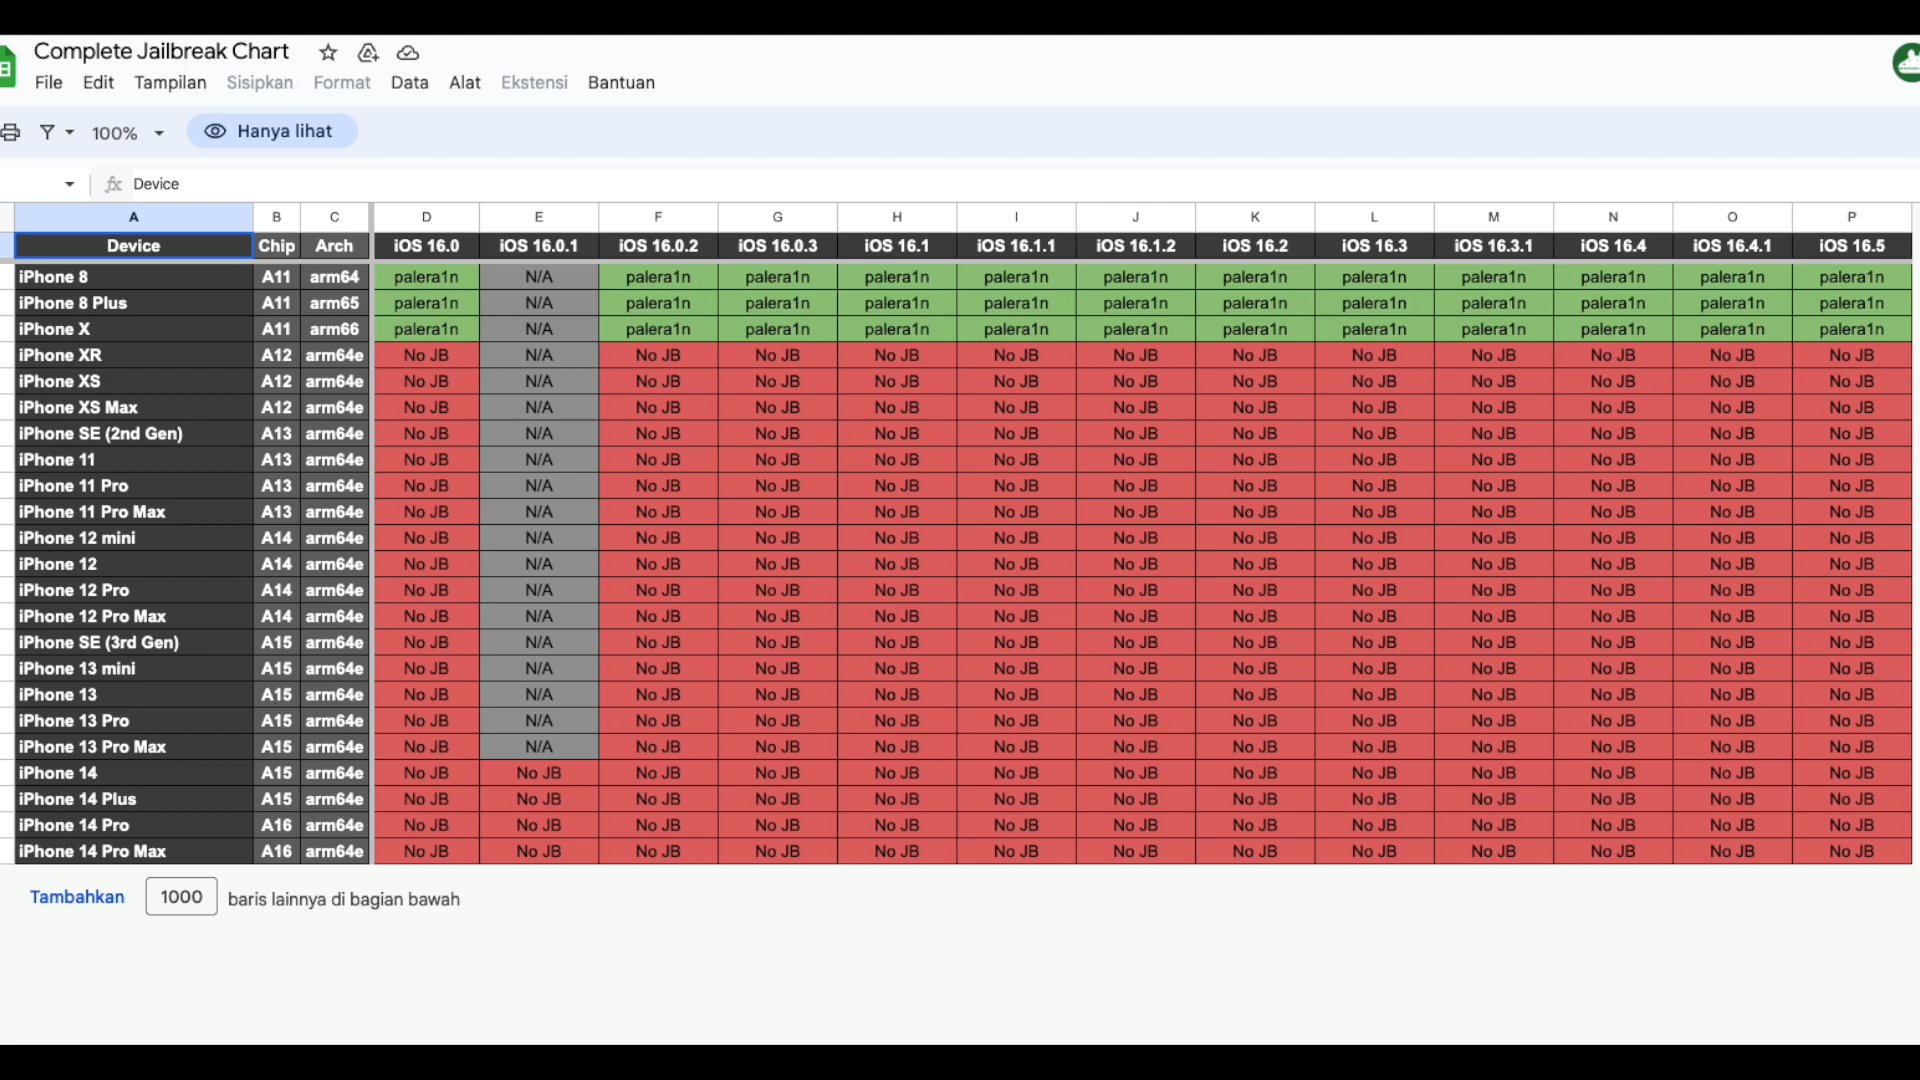 Complete Jailbreak Chart
File Edit Tampilan Sisipkan Format Data Alat Ekstensi Bantuan
100% Hanya lihat
fx Device
A B C D E F G H I J K L M N O P
Device Chip Arch iOS 16.0 iOS 16.0.1 iOS 16.0.2 iOS 16.0.3 iOS 16.1 iOS 16.1.1 iOS 16.1.2 iOS 16.2 iOS 16.3 iOS 16.3.1 iOS 16.4 iOS 16.4.1 iOS 16.5
iPhone 8 A11 arm64 palera1n N/A palera1n palera1n palera1n palera1n palera1n palera1n palera1n palera1n palera1n palera1n palera1n
iPhone 8 Plus A11 arm65 palera1n N/A palera1n palera1n palera1n palera1n palera1n palera1n palera1n palera1n palera1n palera1n palera1n
iPhone X A11 arm66 palera1n N/A palera1n palera1n palera1n palera1n palera1n palera1n palera1n palera1n palera1n palera1n palera1n
iPhone XR A12 arm64e No JB N/A No JB No JB No JB No JB No JB No JB No JB No JB No JB No JB No JB
iPhone XS A12 arm64e No JB N/A No JB No JB No JB No JB No JB No JB No JB No JB No JB No JB No JB
iPhone XS Max A12 arm64e No JB N/A No JB No JB No JB No JB No JB No JB No JB No JB No JB No JB No JB
iPhone SE (2nd Gen) A13 arm64e No JB N/A No JB No JB No JB No JB No JB No JB No JB No JB No JB No JB No JB
iPhone 11 A13 arm64e No JB N/A No JB No JB No JB No JB No JB No JB No JB No JB No JB No JB No JB
iPhone 11 Pro A13 arm64e No JB N/A No JB No JB No JB No JB No JB No JB No JB No JB No JB No JB No JB
iPhone 11 Pro Max A13 arm64e No JB N/A No JB No JB No JB No JB No JB No JB No JB No JB No JB No JB No JB
iPhone 12 mini A14 arm64e No JB N/A No JB No JB No JB No JB No JB No JB No JB No JB No JB No JB No JB
iPhone 12 A14 arm64e No JB N/A No JB No JB No JB No JB No JB No JB No JB No JB No JB No JB No JB
iPhone 12 Pro A14 arm64e No JB N/A No JB No JB No JB No JB No JB No JB No JB No JB No JB No JB No JB
iPhone 12 Pro Max A14 arm64e No JB N/A No JB No JB No JB No JB No JB No JB No JB No JB No JB No JB No JB
iPhone SE (3rd Gen) A15 arm64e No JB N/A No JB No JB No JB No JB No JB No JB No JB No JB No JB No JB No JB
iPhone 13 mini A15 arm64e No JB N/A No JB No JB No JB No JB No JB No JB No JB No JB No JB No JB No JB
iPhone 13 A15 arm64e No JB N/A No JB No JB No JB No JB No JB No JB No JB No JB No JB No JB No JB
iPhone 13 Pro A15 arm64e No JB N/A No JB No JB No JB No JB No JB No JB No JB No JB No JB No JB No JB
iPhone 13 Pro Max A15 arm64e No JB N/A No JB No JB No JB No JB No JB No JB No JB No JB No JB No JB No JB
iPhone 14 A15 arm64e No JB No JB No JB No JB No JB No JB No JB No JB No JB No JB No JB No JB No JB
iPhone 14 Plus A15 arm64e No JB No JB No JB No JB No JB No JB No JB No JB No JB No JB No JB No JB No JB
iPhone 14 Pro A16 arm64e No JB No JB No JB No JB No JB No JB No JB No JB No JB No JB No JB No JB No JB
iPhone 14 Pro Max A16 arm64e No JB No JB No JB No JB No JB No JB No JB No JB No JB No JB No JB No JB No JB
Tambahkan 1000 baris lainnya di bagian bawah